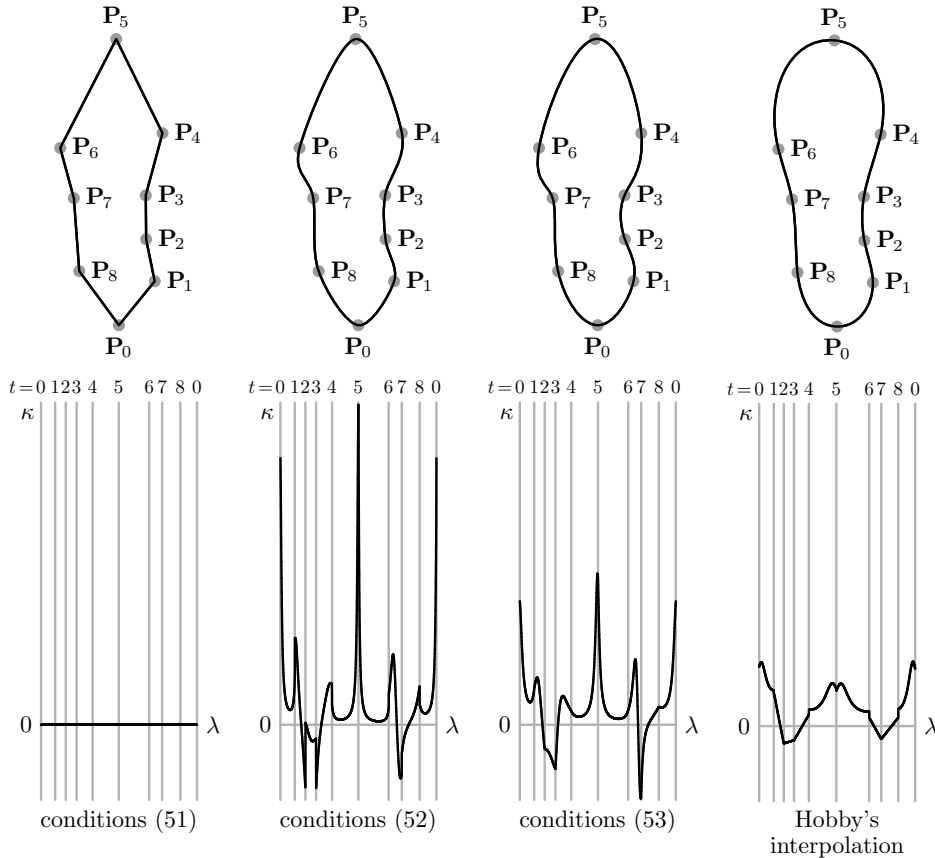 P5 P5 P5 P5
P4 P4 P4 P4
P6 P6 P6 P6
P7 P3 P7 P3 P7 P3 P7 P3
P2 P2 P2 P2
P8 P1 P8 P1 P8 P1 P8 P1
P0 P0 P0 P0
t=0 123 4 5 67 8 0 t=0 123 4 5 67 8 0 t=0 123 4 5 67 8 0 t=0 123 4 5 67 8 0
κ κ κ κ
0 λ 0 λ 0 λ 0 λ
conditions (51) conditions (52) conditions (53) Hobby's
interpolation